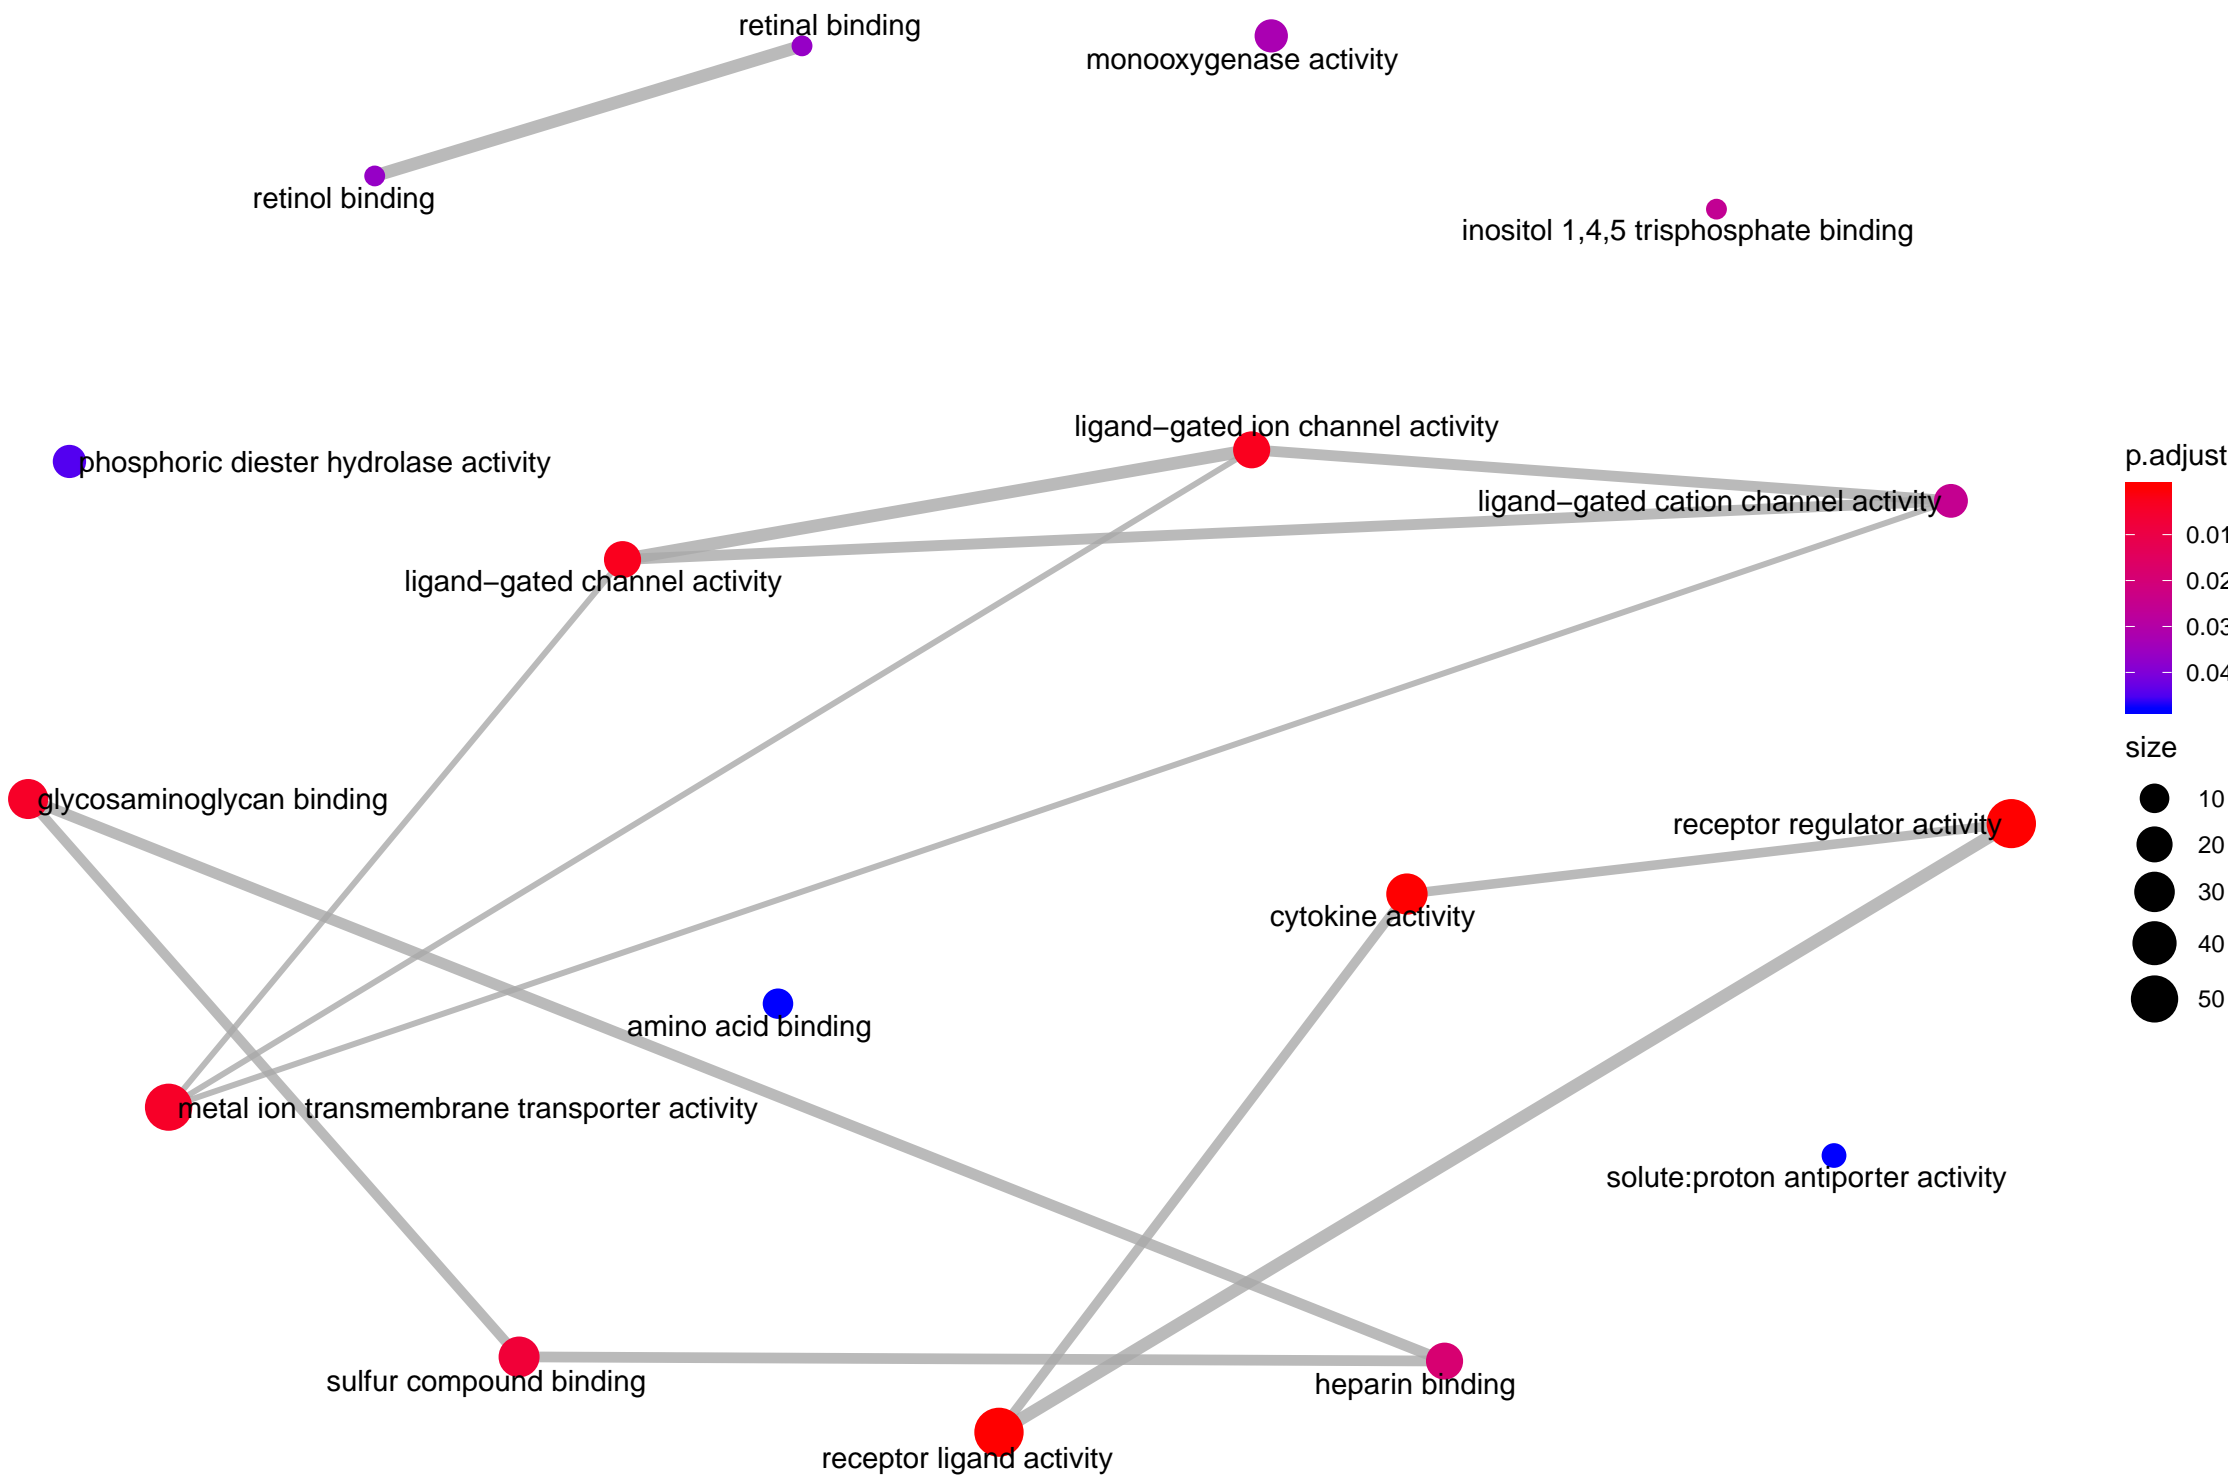 retinal binding
monooxygenase activity
retinol binding
inositol 1,4,5 trisphosphate binding
ligand−gated ion channel activity
phosphoric diester hydrolase activity
ligand−gated cation channel activity
ligand−gated channel activity
glycosaminoglycan binding
receptor regulator activity
cytokine activity
amino acid binding
metal ion transmembrane transporter activity
solute:proton antiporter activity
sulfur compound binding
heparin binding
receptor ligand activity
p.adjust
0.01
0.02
0.03
0.04
size
10
20
30
40
50